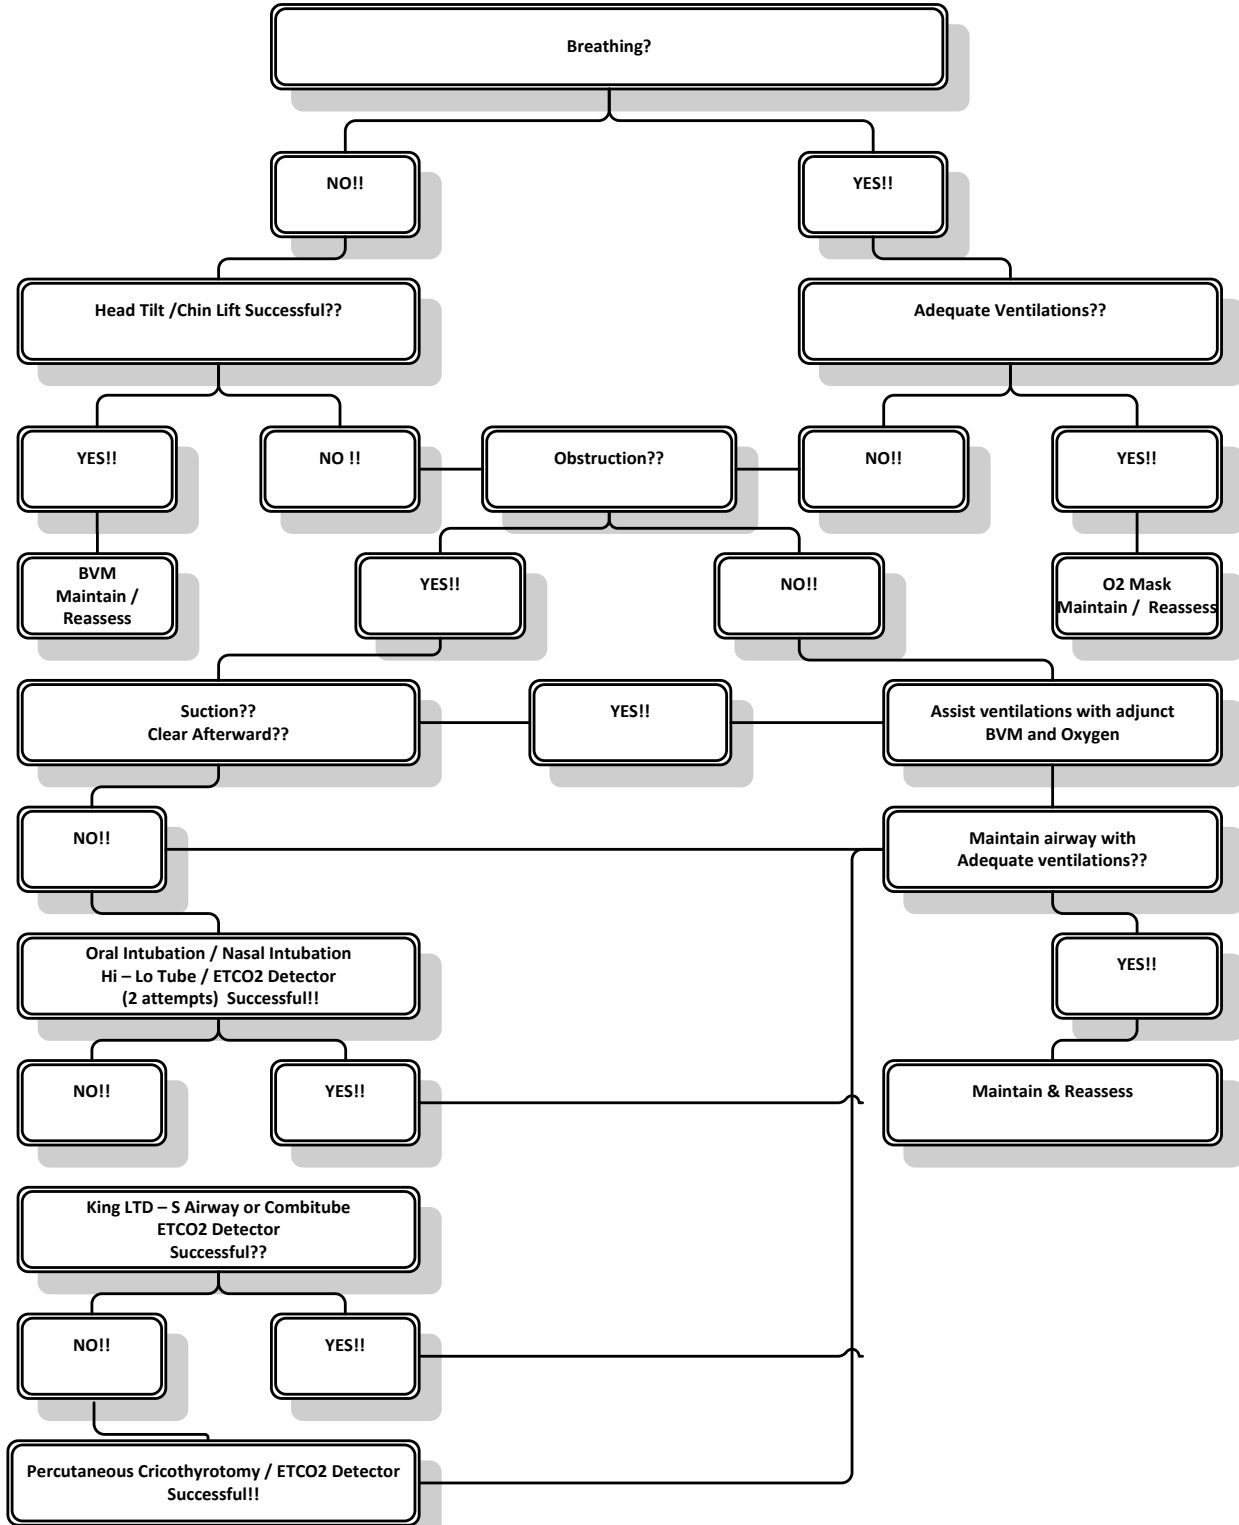 Breathing?
NO!!
YES!!
Head Tilt /Chin Lift Successful??
Adequate Ventilations??
YES!!
NO !!
Obstruction??
NO!!
YES!!
BVM
Maintain /
Reassess
YES!!
NO!!
O2 Mask
Maintain /  Reassess
Suction??
Clear Afterward??
YES!!
Assist ventilations with adjunct
BVM and Oxygen
NO!!
Maintain airway with
Adequate ventilations??
Oral Intubation / Nasal Intubation
Hi – Lo Tube / ETCO2 Detector
(2 attempts)  Successful!!
YES!!
NO!!
YES!!
Maintain & Reassess
King LTD – S Airway or Combitube
ETCO2 Detector
Successful??
NO!!
YES!!
Percutaneous Cricothyrotomy / ETCO2 Detector
Successful!!